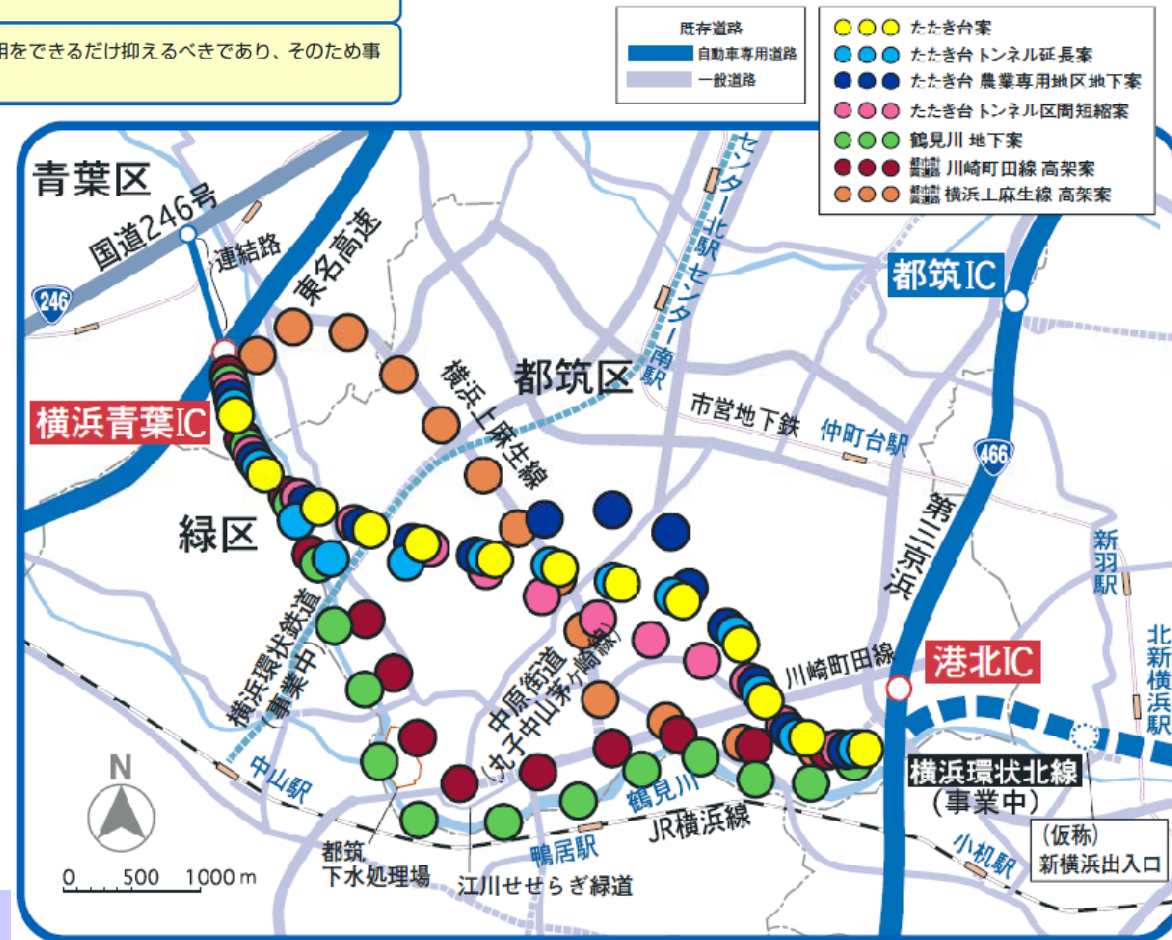 用をできるだけ抑えるべきであり、そのため事
既存道路
自動車専用道路
一般道路
たたき台案
たたき台 トンネル延長案
たたき台 農業専用地区地下案
たたき台 トンネル区間短縮案
鶴見川 地下案
都市計画道路 川崎町田線 高架案
都市計画道路 横浜上麻生線 高架案
青葉区
国道246号
連結路
東名高速
246
センター北駅
センター南駅
都筑IC
都筑区
横浜上麻生線
横浜青葉IC
市営地下鉄
仲町台駅
466
第三京浜
緑区
新羽駅
横浜環状鉄道
(事業中)
中原街道
(丸子中山茅ケ崎線)
川崎町田線
港北IC
北新横浜駅
横浜環状北線
(事業中)
N
中山駅
鶴見川
JR横浜線
鴨居駅
小机駅
(仮称)
新横浜出入口
都筑
下水処理場
江川せせらぎ緑道
0 500 1000m